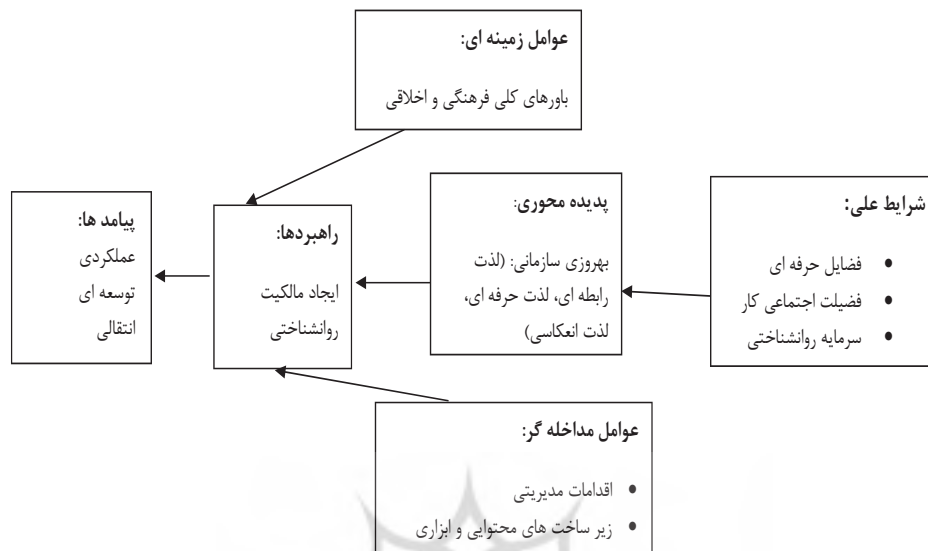 عوامل زمینه ای:
باورهای کلی فرهنگی و اخلاقی
شرایط علی:
• فضایل حرفه ای
• فضیلت اجتماعی کار
• سرمایه روانشناختی
پدیده محوری:
بهروزی سازمانی: (لذت
رابطه ای، لذت حرفه ای،
لذت انعکاسی)
راهبردها:
ایجاد مالکیت
روانشناختی
پیامد ها:
عملکردی
توسعه ای
انتقالی
عوامل مداخله گر:
• اقدامات مدیریتی
• زیر ساخت های محتوایی و ابزاری